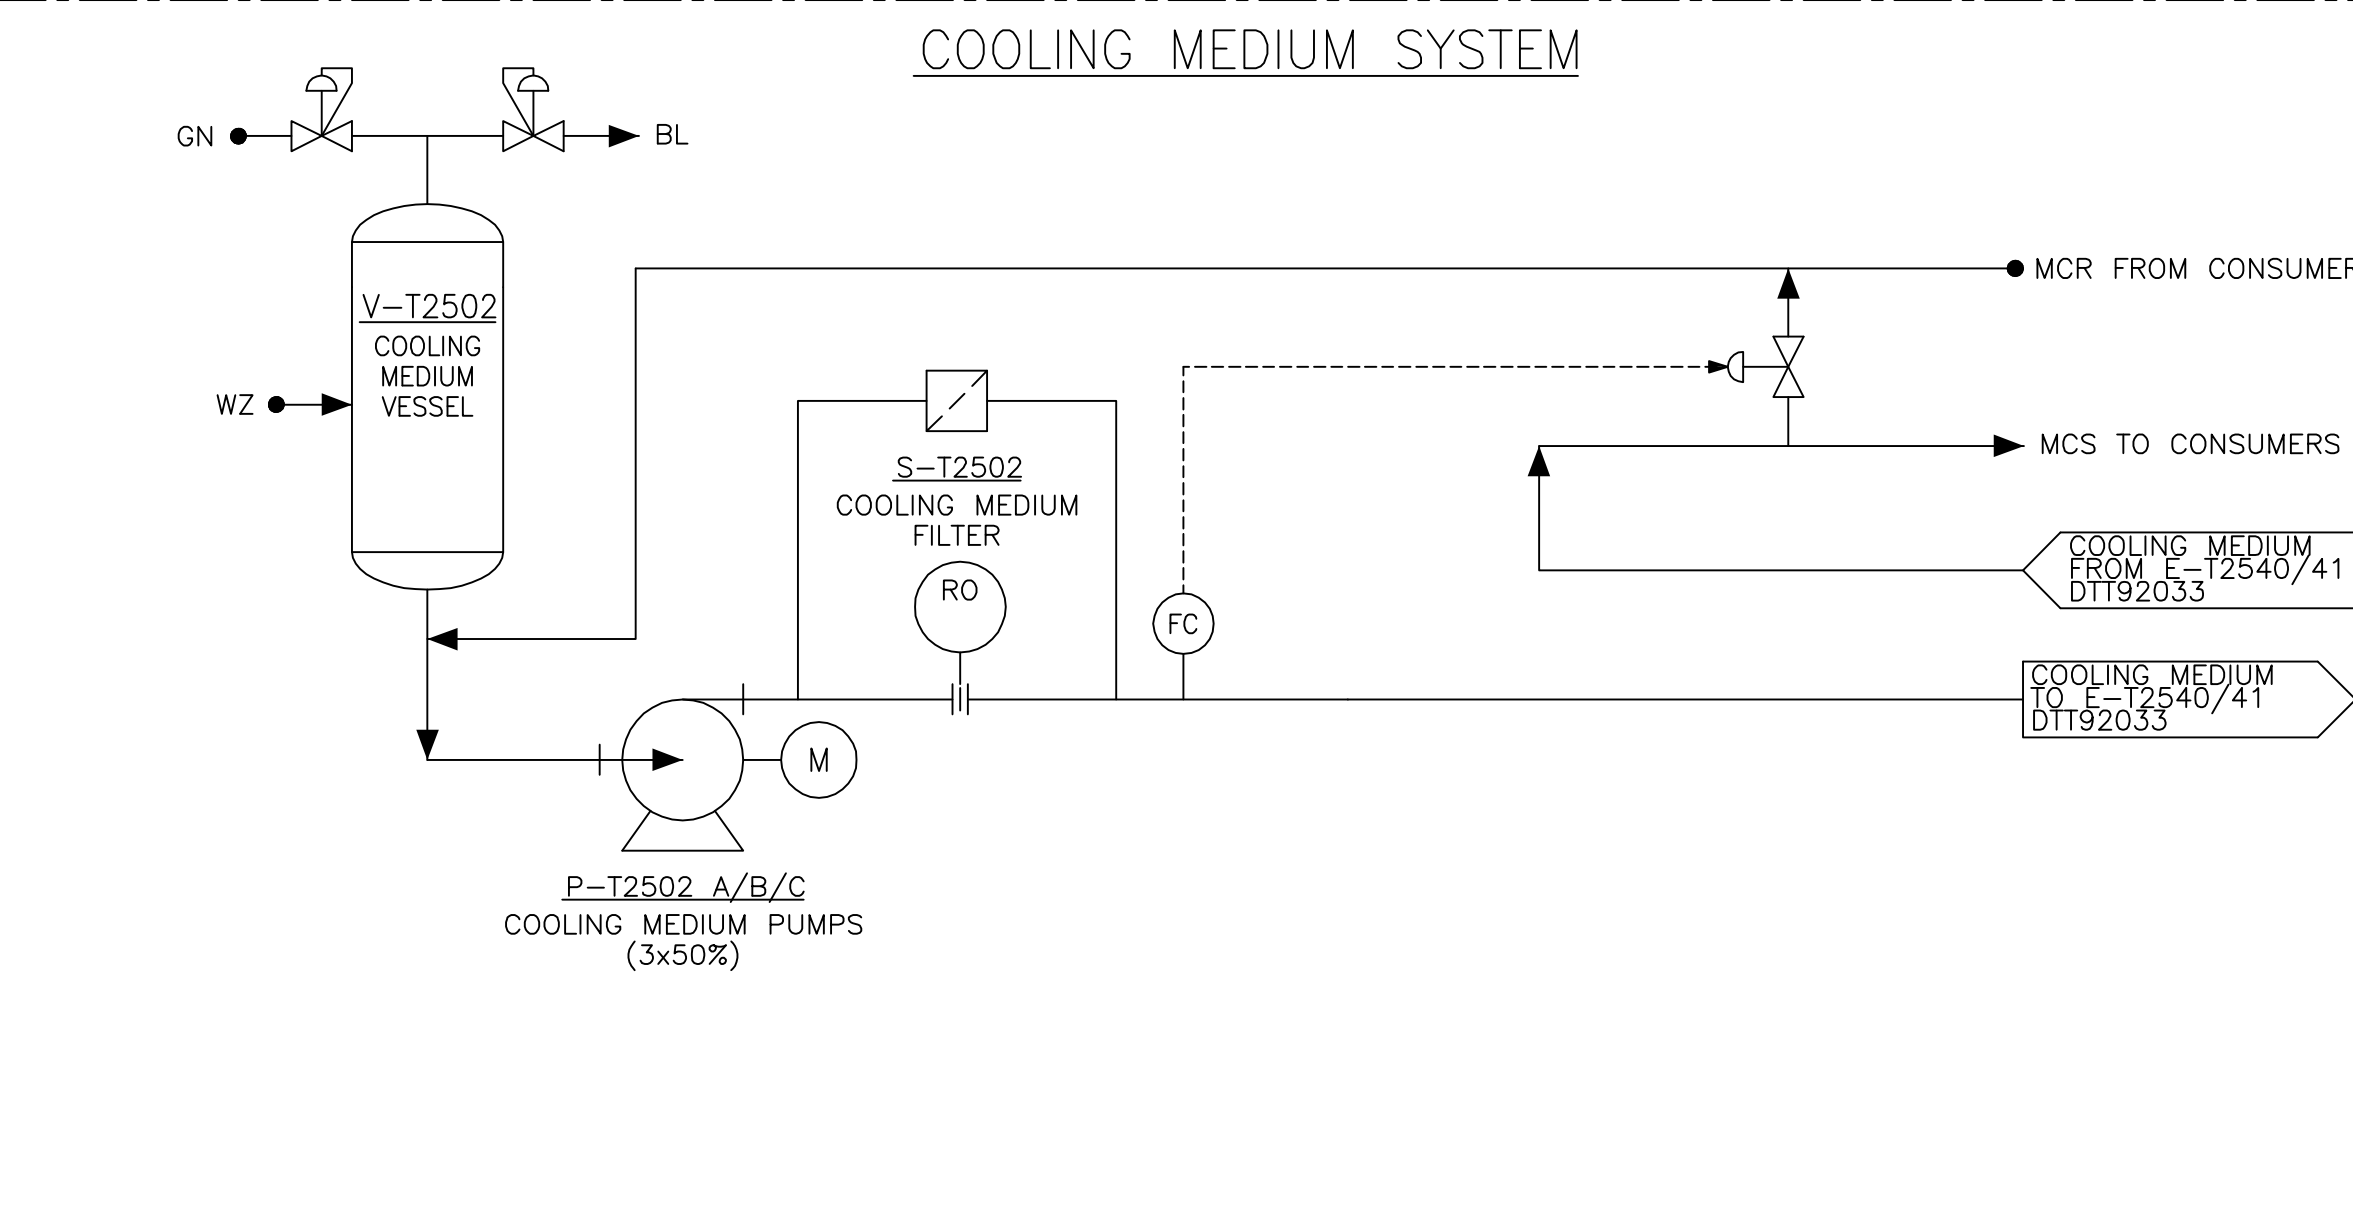 COOLING MEDIUM SYSTEM
GN
BL
V-T2502
COOLING
MEDIUM
VESSEL
WZ
MCR FROM CONSUMER
S-T2502
COOLING MEDIUM
FILTER
RO
FC
MCS TO CONSUMERS
COOLING MEDIUM
FROM E-T2540/41
DTT92033
COOLING MEDIUM
TO E-T2540/41
DTT92033
M
P-T2502 A/B/C
COOLING MEDIUM PUMPS
(3x50%)